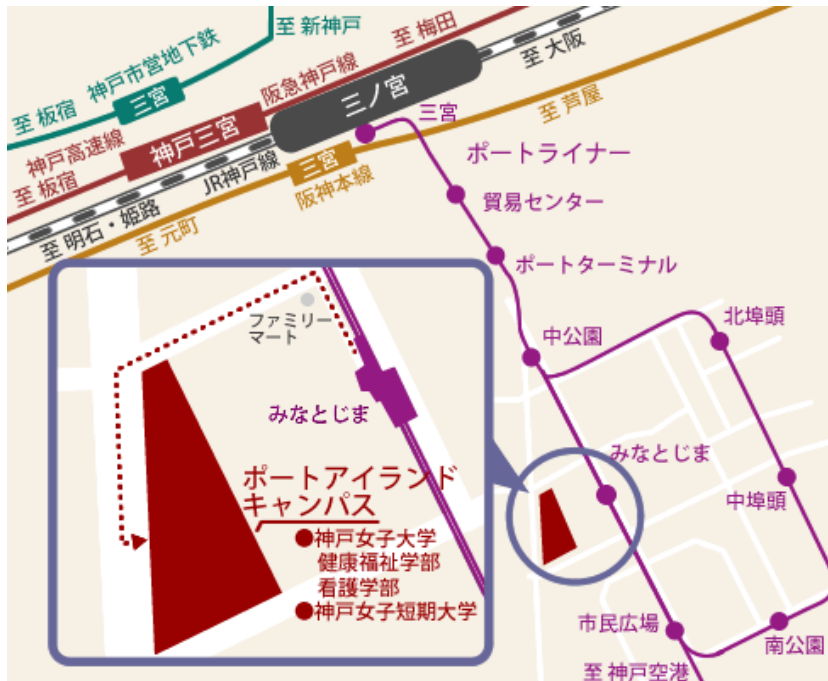 至 新神戸
至 梅田
神戸市営地下鉄
阪急神戸線
至 大阪
三宮
三ノ宮
至 板宿
神戸三宮
三宮
至 芦屋
神戸高速線
三宮
JR神戸線
ポートライナー
至 板宿
阪神本線
貿易センター
至 明石・姫路
至 元町
ポートターミナル
ファミリー
マート
中公園
北埠頭
みなとじま
みなとじま
ポートアイランド
キャンパス
中埠頭
●神戸女子大学
健康福祉学部
看護学部
●神戸女子短期大学
市民広場
南公園
至 神戸空港